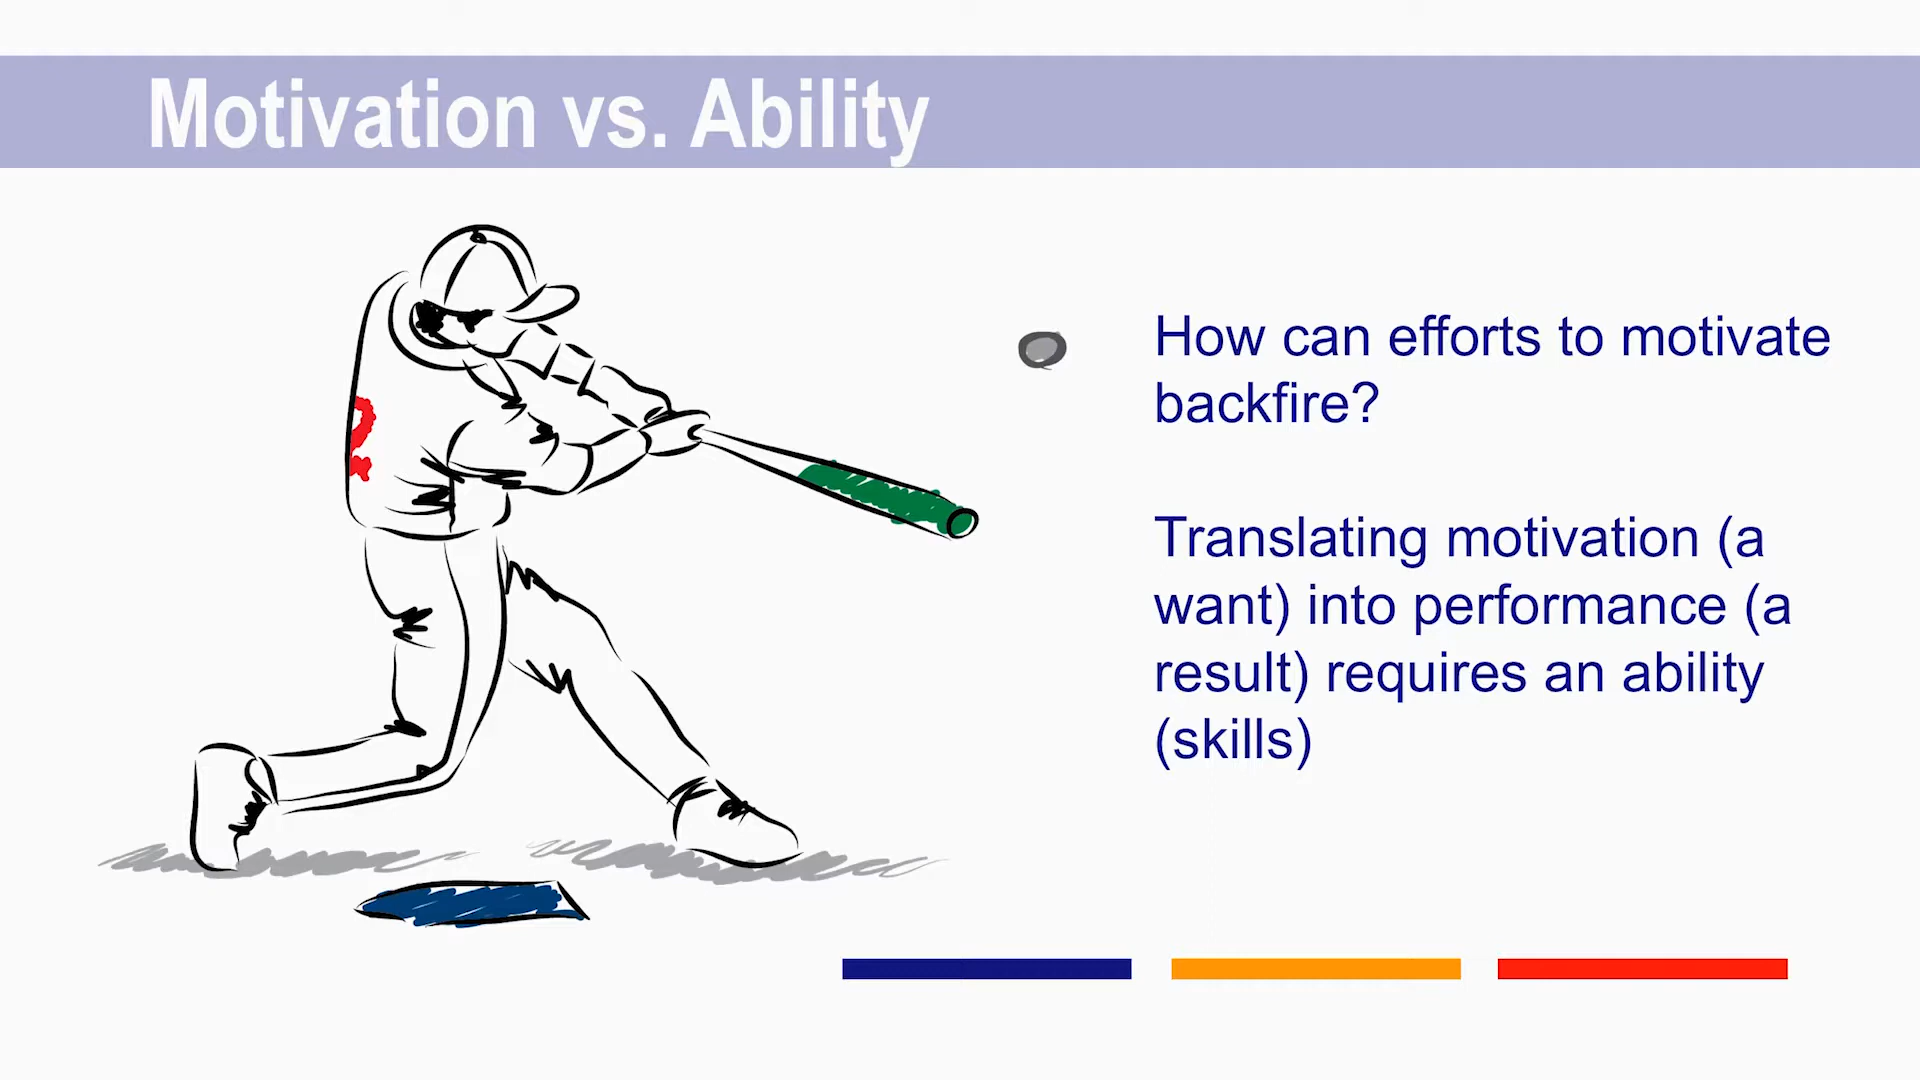 Motivation vs. Ability
How can efforts to motivate
backfire?
Translating motivation (a
want) into performance (a
result) requires an ability
(skills)